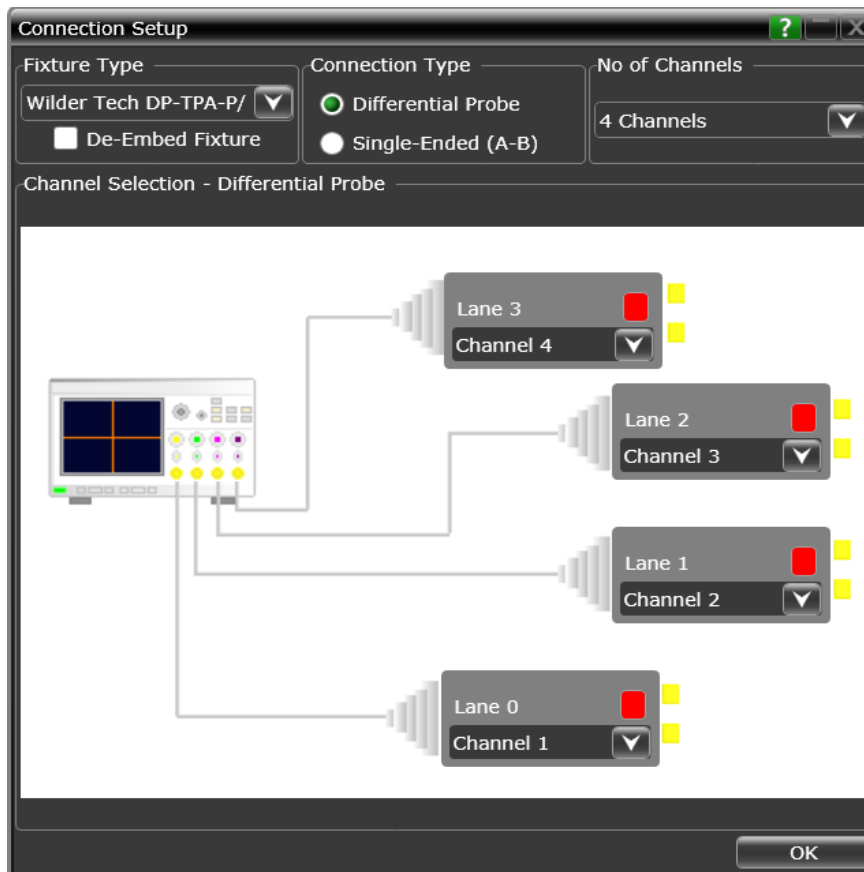 Connection Setup
?
X
Fixture Type
Connection Type
No of Channels
Wilder Tech DP-TPA-P/
De-Embed Fixture
Differential Probe
Single-Ended (A-B)
4 Channels
Channel Selection - Differential Probe
Lane 3
Channel 4
Lane 2
Channel 3
Lane 1
Channel 2
Lane 0
Channel 1
OK